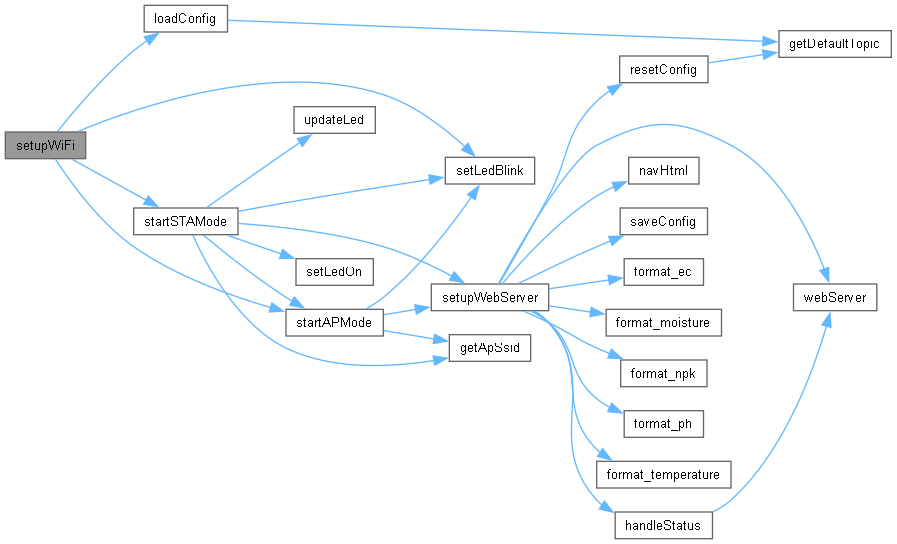 loadConfig
getDefaultTopic
resetConfig
updateLed
setupWiFi
setLedBlink
navHtml
startSTAMode
saveConfig
setLedOn
format_ec
setupWebServer
webServer
startAPMode
format_moisture
getApSsid
format_npk
format_ph
format_temperature
handleStatus